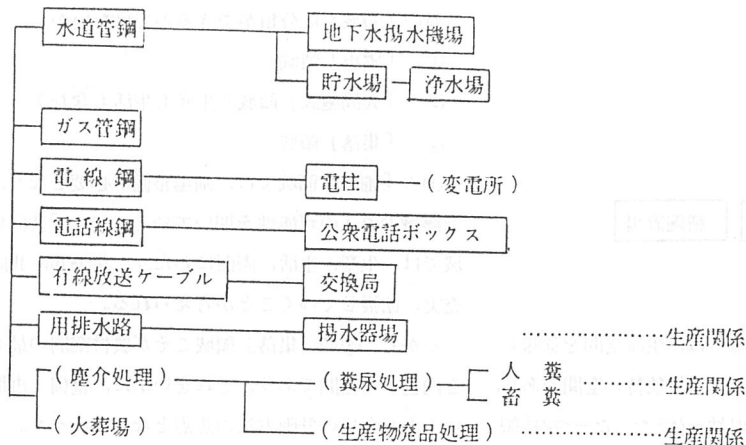 水道管鋼 地下水揚水機場
貯水場 浄水場
ガス管鋼
電線鋼 電柱 (変電所)
電話線鋼 公衆電話ボックス
有線放送ケーブル 交換局
用排水路 揚水器場 ……………生産関係
(塵介処理) (糞尿処理) 人糞 ……………生産関係
畜糞
(火葬場) (生産物廃品処理) ……………生産関係